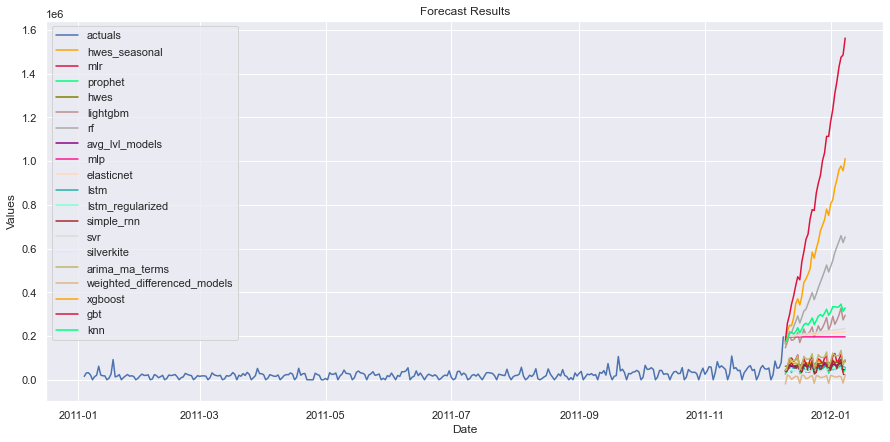 Forecast Results
1e6
1.6
1.4
1.2
1.0
0.8
0.6
0.4
0.2
0.0
Values
actuals
hwes_seasonal
mlr
prophet
hwes
lightgbm
rf
avg_lvl_models
mlp
elasticnet
lstm
lstm_regularized
simple_rnn
svr
silverkite
arima_ma_terms
weighted_differenced_models
xgboost
gbt
knn
2011-01 2011-03 2011-05 2011-07 2011-09 2011-11 2012-01
Date